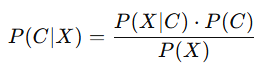 P(C|X) = P(X|C) · P(C) / P(X)